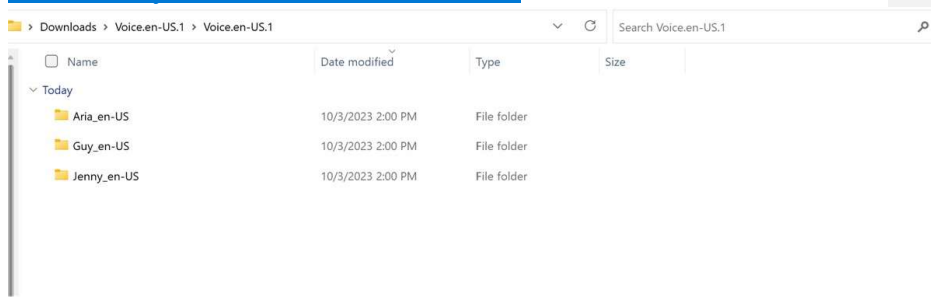 Downloads > Voice.en-US.1 > Voice.en-US.1 Search Voice.en-US.1
Name Date modified Type Size
Today
Aria_en-US 10/3/2023 2:00 PM File folder
Guy_en-US 10/3/2023 2:00 PM File folder
Jenny_en-US 10/3/2023 2:00 PM File folder